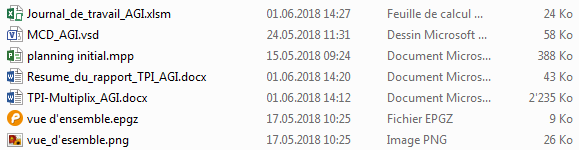 Journal_de_travail_AGI.xlsm 01.06.2018 14:27 Feuille de calcul ... 24 Ko
MCD_AGI.vsd 24.05.2018 11:31 Dessin Microsoft ... 58 Ko
planning initial.mpp 15.05.2018 09:24 Document Micros... 388 Ko
Resume_du_rapport_TPI_AGI.docx 01.06.2018 14:20 Document Micros... 43 Ko
TPI-Multiplix_AGI.docx 01.06.2018 14:12 Document Micros... 2'235 Ko
vue d'ensemble.epgz 17.05.2018 10:25 Fichier EPGZ 9 Ko
vue_d'esemble.png 17.05.2018 10:25 Image PNG 26 Ko